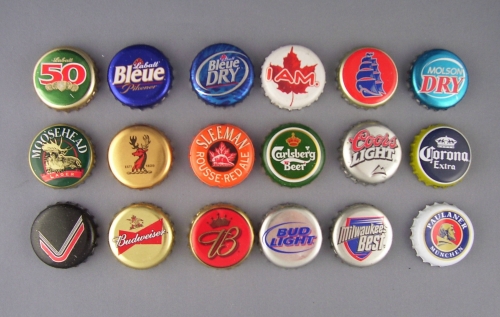 Labatt
50
Labatt
Bleue
Pilsener
Bleue
DRY
I AM.
MOLSON
DRY
MOOSEHEAD
LAGER
SLEEMAN
ROUSSE·RED ALE
Carlsberg
Beer
Coors
LIGHT
Corona
Extra
Budweiser
B
BUD
LIGHT
Milwaukee's
BEST
PAULANER
MÜNCHEN